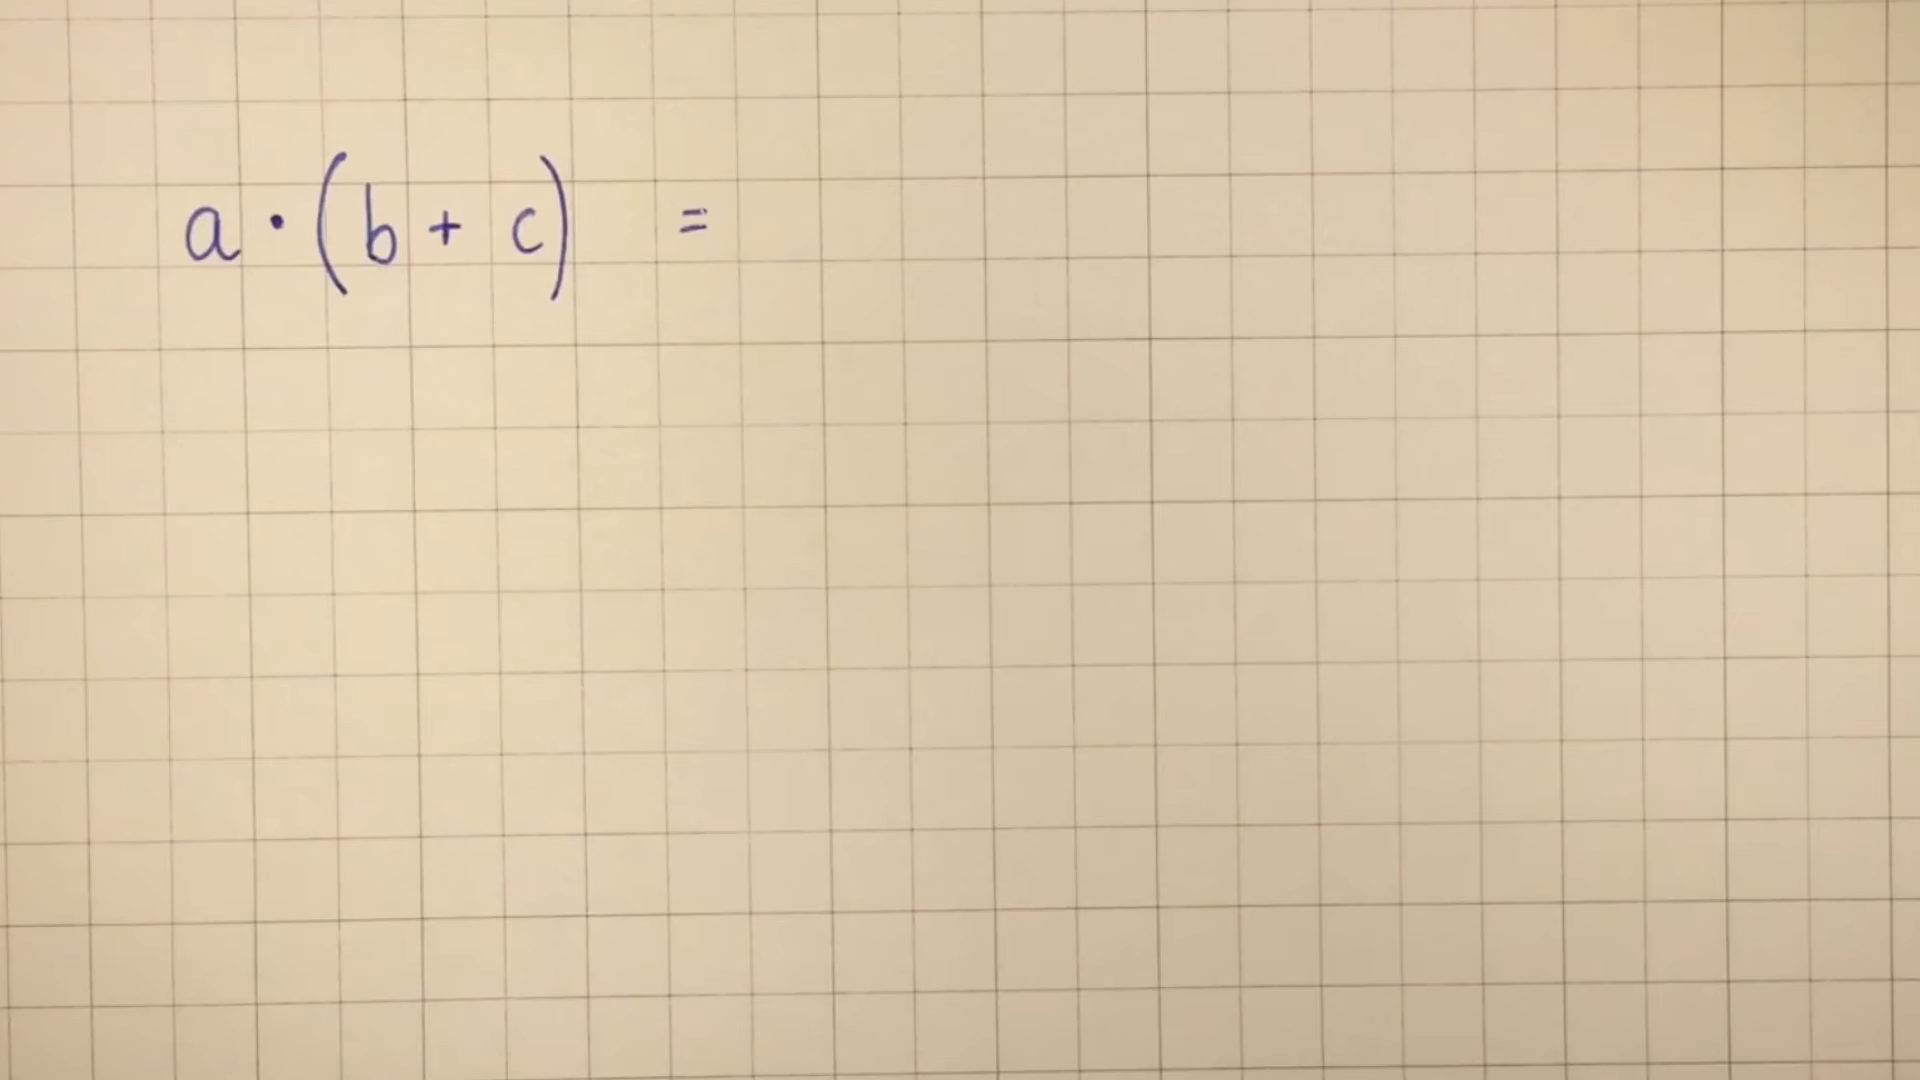 a · (b + c) =